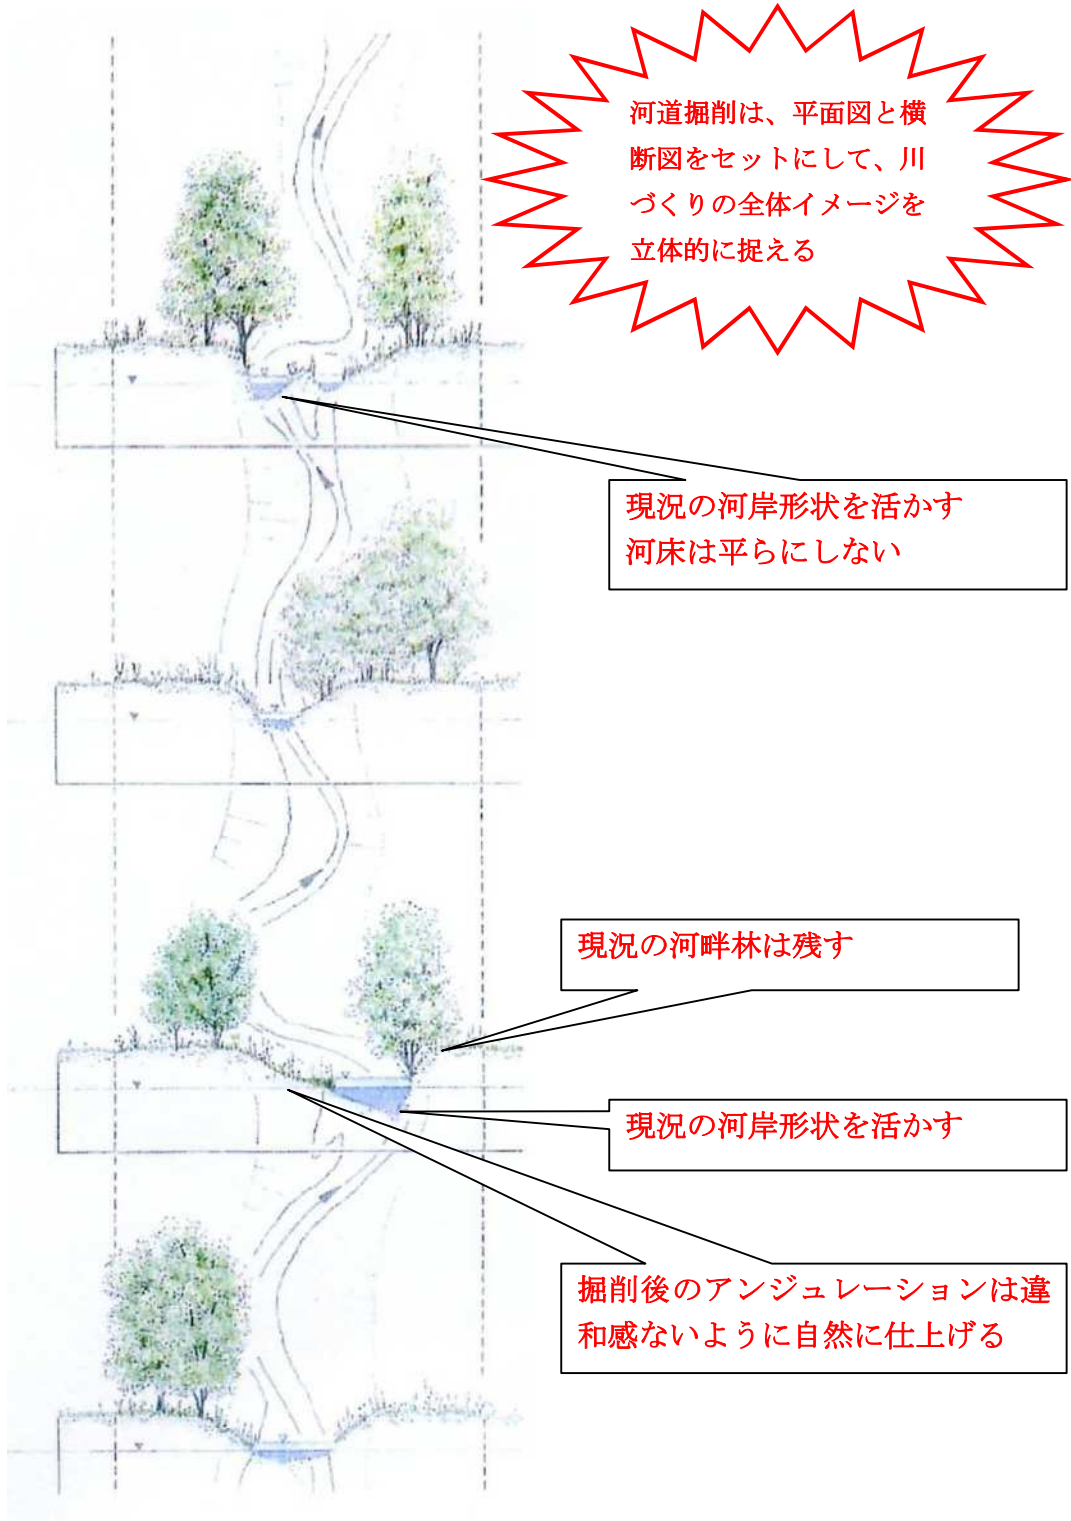 河道掘削は、平面図と横
断図をセットにして、川
づくりの全体イメージを
立体的に捉える
現況の河岸形状を活かす
河床は平らにしない
現況の河畔林は残す
現況の河岸形状を活かす
掘削後のアンジュレーションは違
和感ないように自然に仕上げる